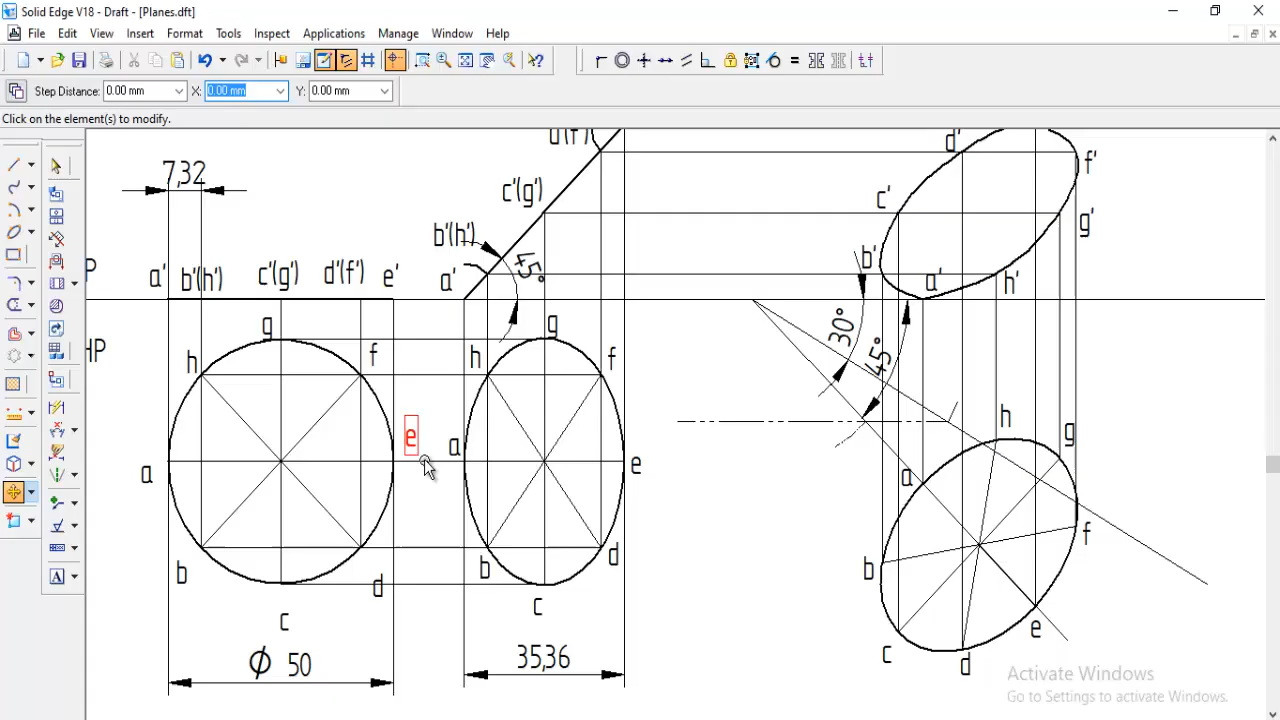 Solid Edge V18 - Draft - [Planes.dft]
File Edit View Insert Format Tools Inspect Applications Manage Window Help
Step Distance: 0.00 mm X: 0.00 mm Y: 0.00 mm
Click on the element(s) to modify.
7,32
d'(f')
d'
f'
c'(g')
c'
g'
b'(h')
45°
b'
P
a'
b'(h')
c'(g')
d'(f')
e'
a'
a'
h'
30°
45°
HP
g
g
h
f
h
f
e
a
a
e
h
g
a
b
d
b
d
b
f
c
c
c
d
e
Φ 50
35,36
A
Activate Windows
Go to Settings to activate Windows.